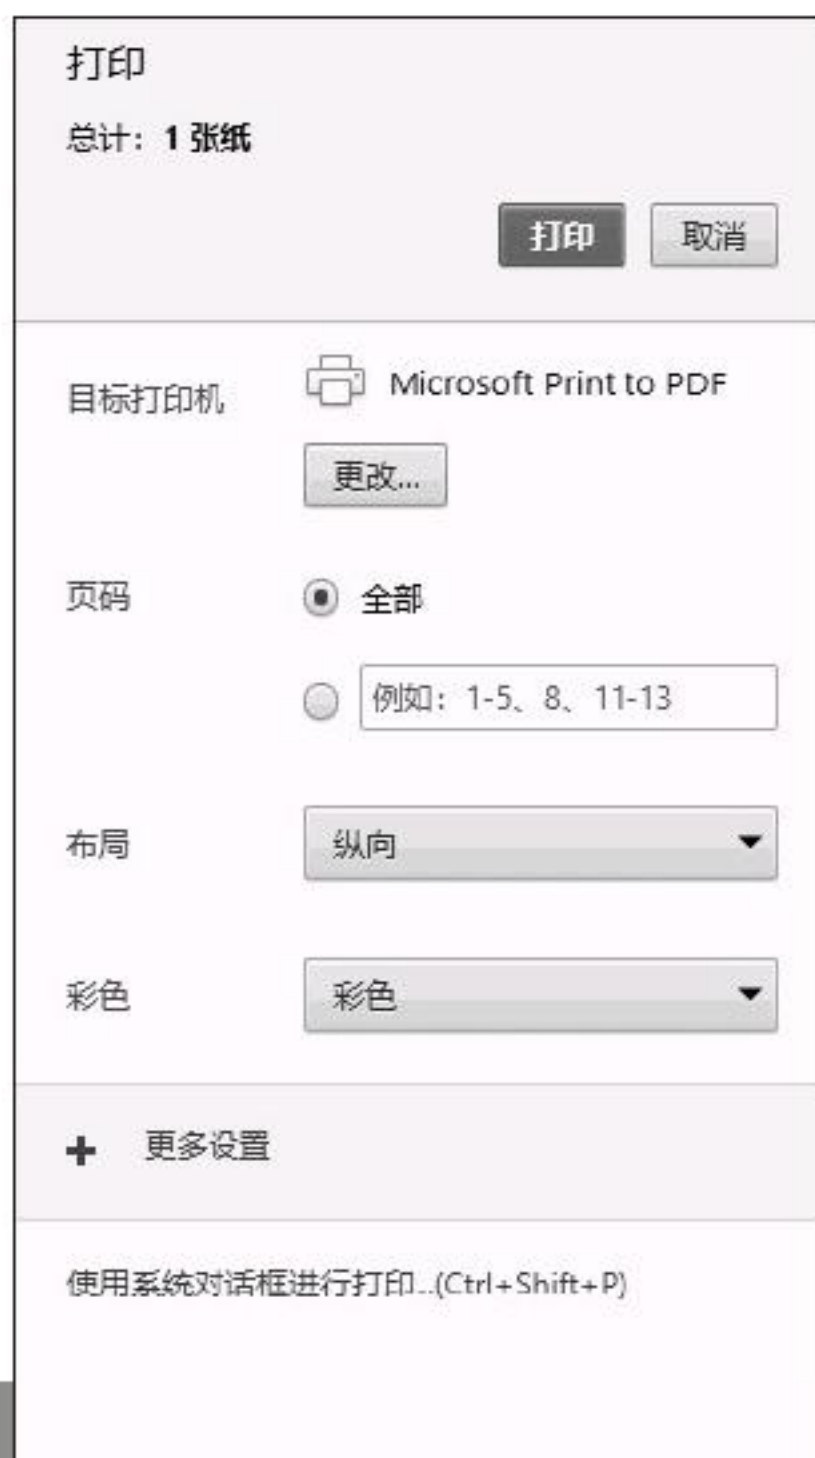 打印
总计：1 张纸
打印 取消
目标打印机 Microsoft Print to PDF
更改...
页码 全部
例如：1-5、8、11-13
布局 纵向
彩色 彩色
更多设置
使用系统对话框进行打印...(Ctrl+Shift+P)